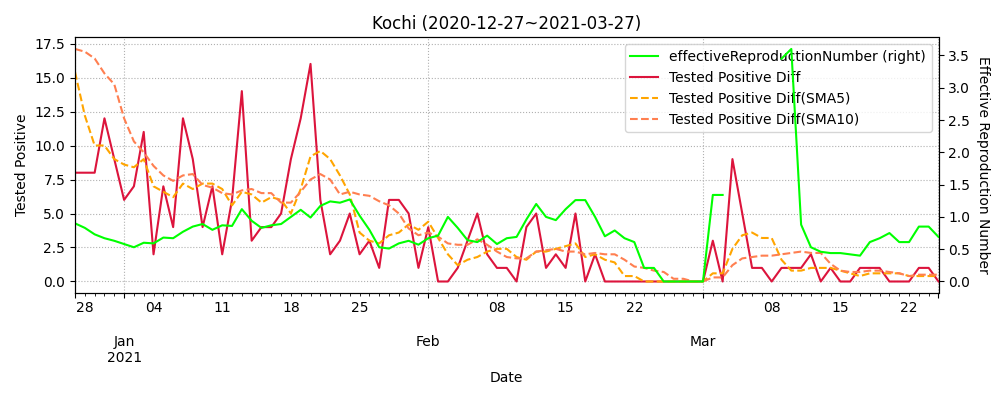 Kochi (2020-12-27~2021-03-27)
effectiveReproductionNumber (right)
Tested Positive Diff
Tested Positive Diff(SMA5)
Tested Positive Diff(SMA10)
Tested Positive
17.5
15.0
12.5
10.0
7.5
5.0
2.5
0.0
Effective Reproduction Number
3.5
3.0
2.5
2.0
1.5
1.0
0.5
0.0
28 04 11 18 25 08 15 22 08 15 22
Jan Feb Mar
2021
Date